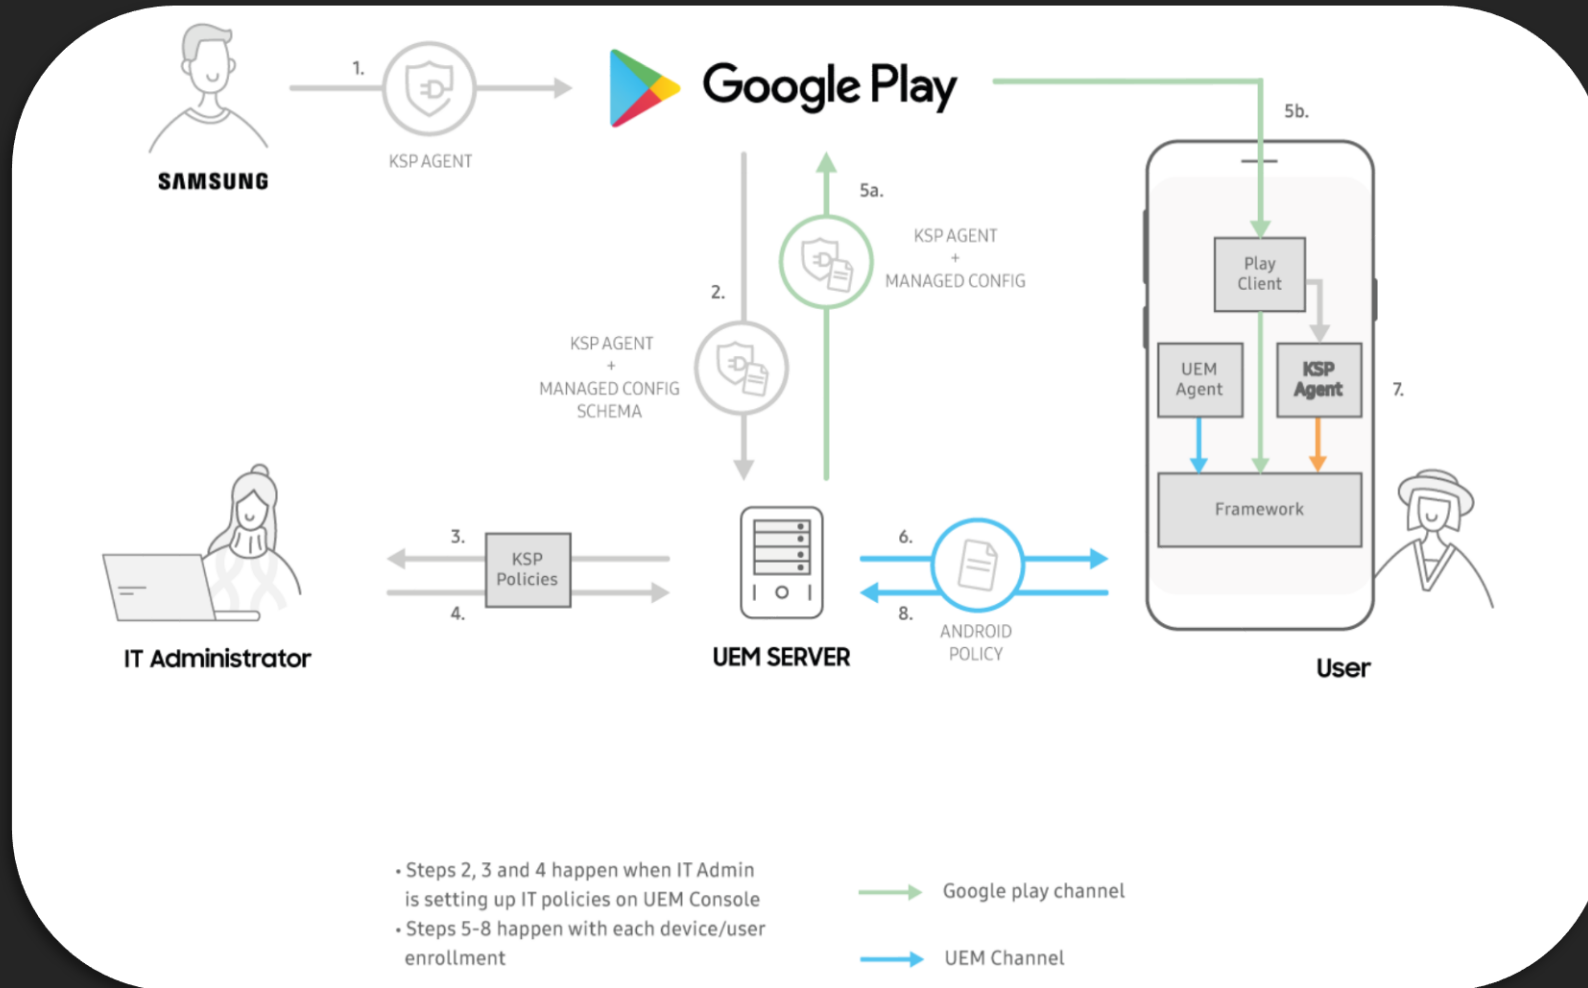 1.
KSP AGENT
SAMSUNG
Google Play
5b.
5a.
KSP AGENT
+
MANAGED CONFIG
2.
KSP AGENT
+
MANAGED CONFIG
SCHEMA
Play
Client
UEM
Agent
KSP
Agent
7.
Framework
3.
KSP
Policies
4.
6.
8.
ANDROID
POLICY
IT Administrator
UEM SERVER
User
• Steps 2, 3 and 4 happen when IT Admin
is setting up IT policies on UEM Console
• Steps 5-8 happen with each device/user
enrollment
Google play channel
UEM Channel